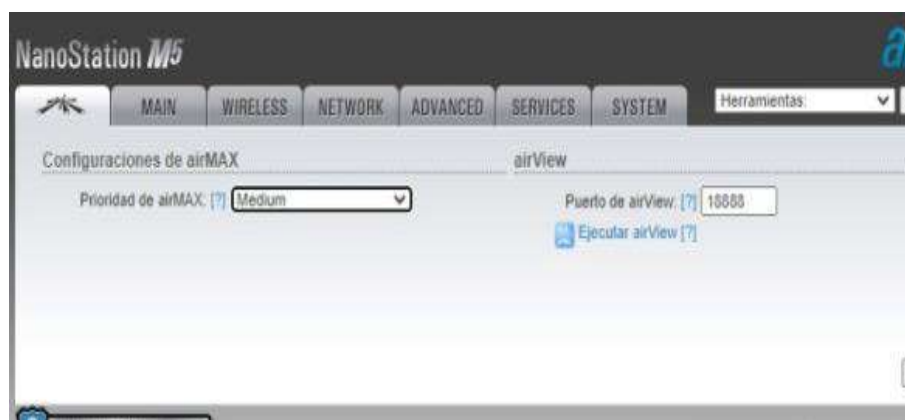 NanoStation M5
MAIN WIRELESS NETWORK ADVANCED SERVICES SYSTEM Herramientas:
Configuraciones de airMAX
Prioridad de airMAX: [?] Medium
airView
Puerto de airView: [?] 18888
Ejecutar airView [?]